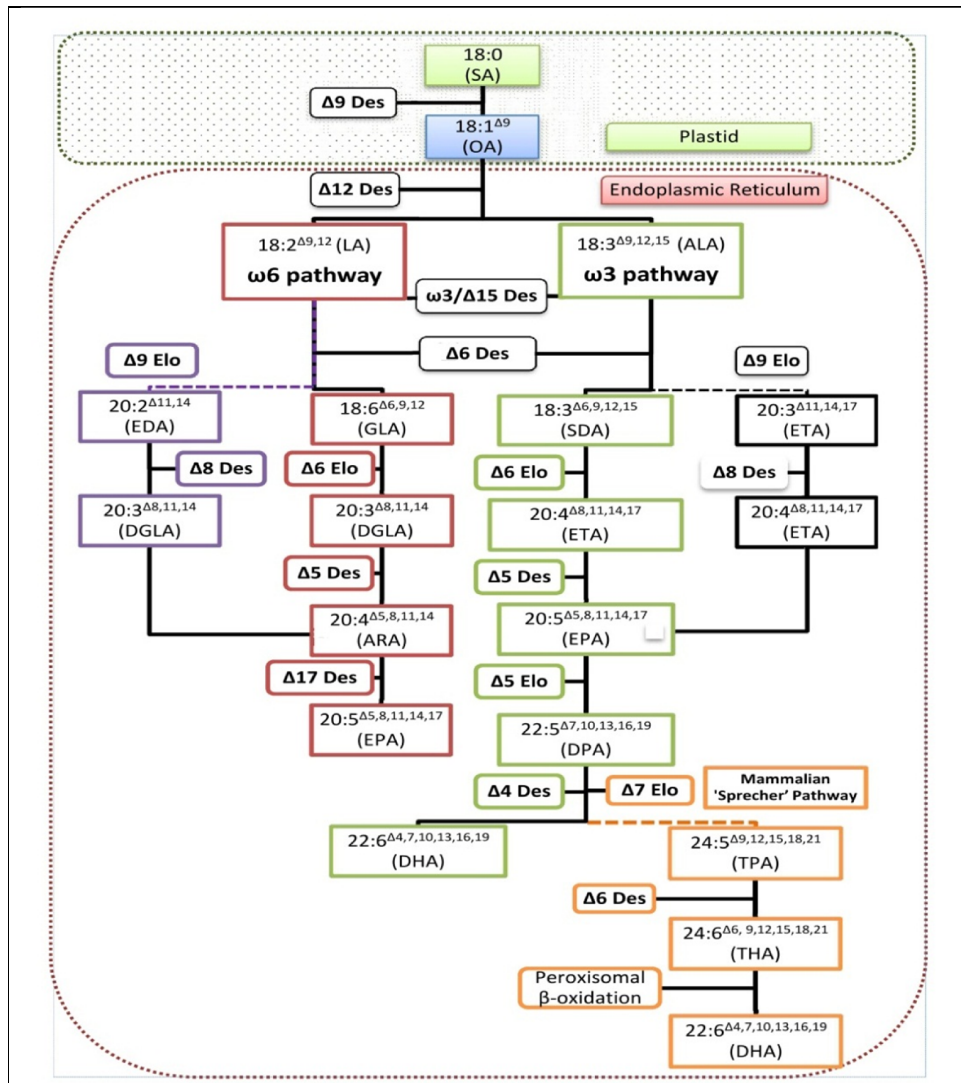 18:0
(SA)
Δ9 Des
18:1Δ9
(OA)
Plastid
Δ12 Des
Endoplasmic Reticulum
18:2Δ9,12 (LA)
ω6 pathway
18:3Δ9,12,15 (ALA)
ω3 pathway
ω3/Δ15 Des
Δ6 Des
Δ9 Elo
Δ9 Elo
20:2Δ11,14
(EDA)
18:6Δ6,9,12
(GLA)
18:3Δ6,9,12,15
(SDA)
20:3Δ11,14,17
(ETA)
Δ8 Des
Δ6 Elo
Δ6 Elo
Δ8 Des
20:3Δ8,11,14
(DGLA)
20:3Δ8,11,14
(DGLA)
20:4Δ8,11,14,17
(ETA)
20:4Δ8,11,14,17
(ETA)
Δ5 Des
Δ5 Des
20:4Δ5,8,11,14
(ARA)
20:5Δ5,8,11,14,17
(EPA)
Δ17 Des
Δ5 Elo
20:5Δ5,8,11,14,17
(EPA)
22:5Δ7,10,13,16,19
(DPA)
Δ4 Des
Δ7 Elo
Mammalian
'Sprecher’ Pathway
22:6Δ4,7,10,13,16,19
(DHA)
24:5Δ9,12,15,18,21
(TPA)
Δ6 Des
24:6Δ6, 9,12,15,18,21
(THA)
Peroxisomal
β-oxidation
22:6Δ4,7,10,13,16,19
(DHA)